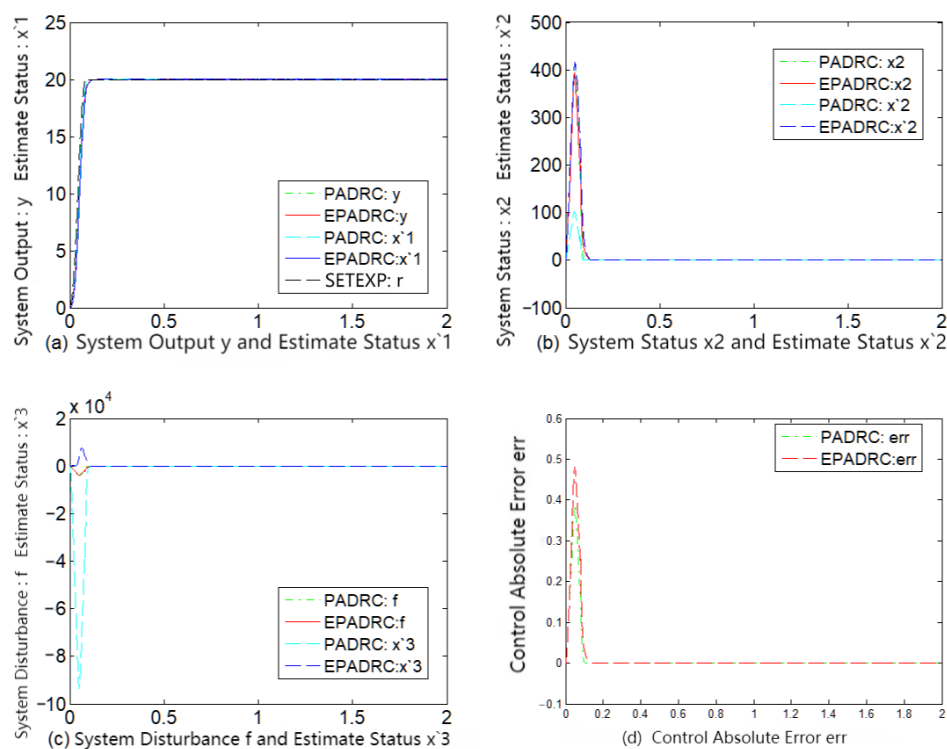 System Output : y   Estimate Status : x`1
25
20
15
10
5
0
0 0.5 1 1.5 2
PADRC: y
EPADRC:y
PADRC: x`1
EPADRC:x`1
SETEXP: r
(a) System Output y and Estimate Status x`1
System Status : x2   Estimate Status : x`2
500
400
300
200
100
0
−100
0 0.5 1 1.5 2
PADRC: x2
EPADRC:x2
PADRC: x`2
EPADRC:x`2
(b) System Status x2 and Estimate Status x`2
System Disturbance : f   Estimate Status : x`3
x 10^4
2
0
−2
−4
−6
−8
−10
0 0.5 1 1.5 2
PADRC: f
EPADRC:f
PADRC: x`3
EPADRC:x`3
(c) System Disturbance f and Estimate Status x`3
Control Absolute Error err
0.6
0.5
0.4
0.3
0.2
0.1
0
−0.1
0 0.2 0.4 0.6 0.8 1 1.2 1.4 1.6 1.8 2
PADRC: err
EPADRC:err
(d) Control Absolute Error err